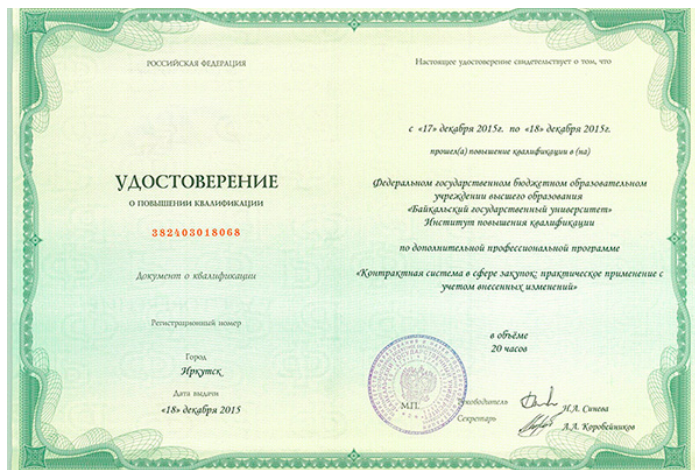 РОССИЙСКАЯ ФЕДЕРАЦИЯ
УДОСТОВЕРЕНИЕ
О ПОВЫШЕНИИ КВАЛИФИКАЦИИ
382403018068
Документ о квалификации
Регистрационный номер
Город
Иркутск
Дата выдачи
«18» декабря 2015
Настоящее удостоверение свидетельствует о том, что
с «17» декабря 2015г. по «18» декабря 2015г.
прошел(а) повышение квалификации в (на)
Федеральном государственном бюджетном образовательном
учреждении высшего образования
«Байкальский государственный университет»
Институт повышения квалификации
по дополнительной профессиональной программе
«Контрактная система в сфере закупок: практическое применение с
учетом внесенных изменений»
в объёме
20 часов
М.П.
Руководитель
Н.А. Синева
Секретарь
А.А. Коробейников